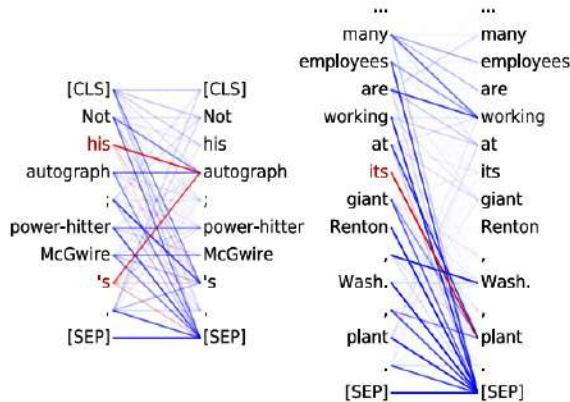 [CLS] [CLS]
Not Not
his his
autograph autograph
; ;
power-hitter power-hitter
McGwire McGwire
's 's
. .
[SEP] [SEP]
... ...
many many
employees employees
are are
working working
at at
its its
giant giant
Renton Renton
, ,
Wash. Wash.
, ,
plant plant
. .
[SEP] [SEP]